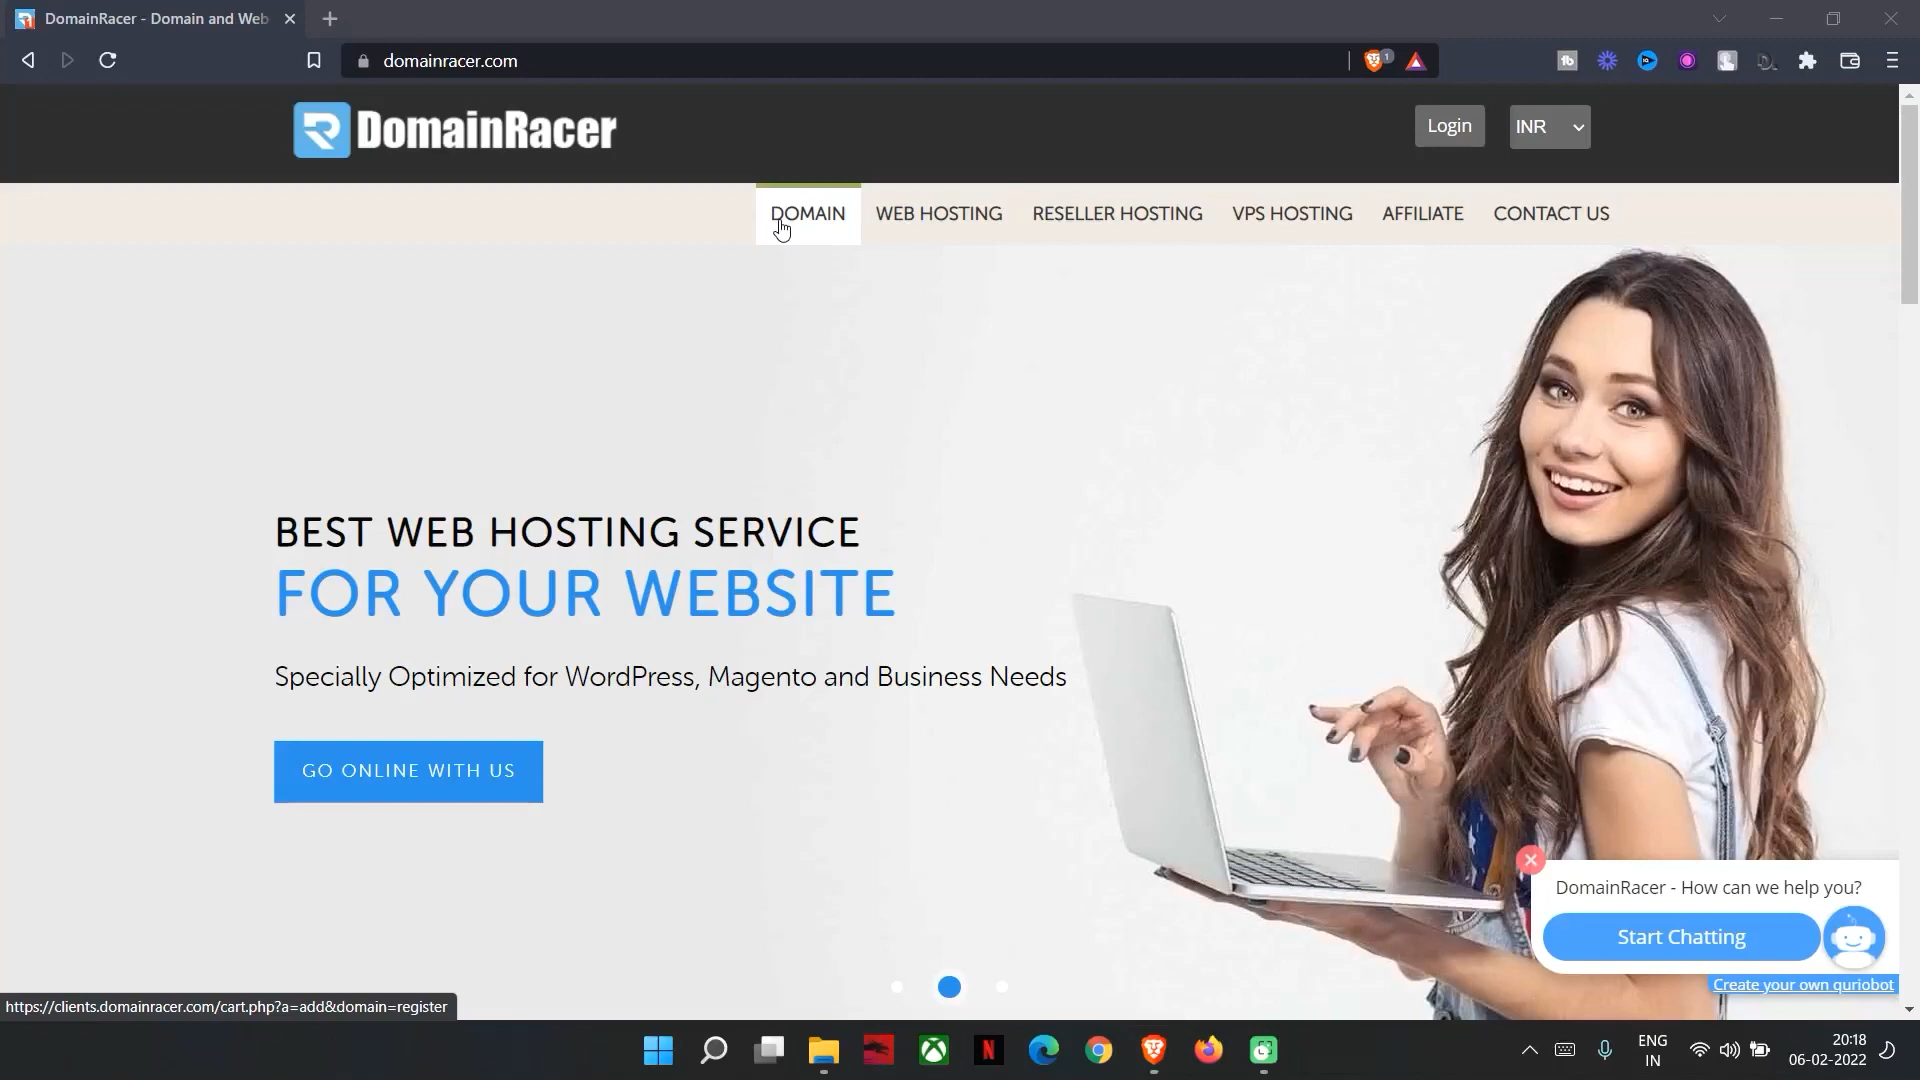 DomainRacer - Domain and Web
domainracer.com
1
DomainRacer
Login
INR
DOMAIN
WEB HOSTING
RESELLER HOSTING
VPS HOSTING
AFFILIATE
CONTACT US
BEST WEB HOSTING SERVICE
FOR YOUR WEBSITE
Specially Optimized for WordPress, Magento and Business Needs
GO ONLINE WITH US
DomainRacer - How can we help you?
Start Chatting
Create your own quriobot
https://clients.domainracer.com/cart.php?a=add&domain=register
ENG
IN
20:18
06-02-2022